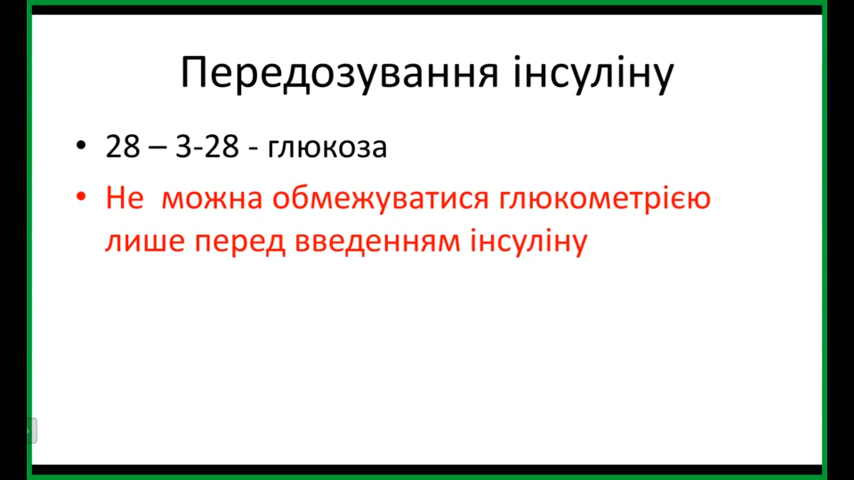 Передозування інсуліну
• 28 – 3-28 - глюкоза
• Не можна обмежуватися глюкометрією
лише перед введенням інсуліну